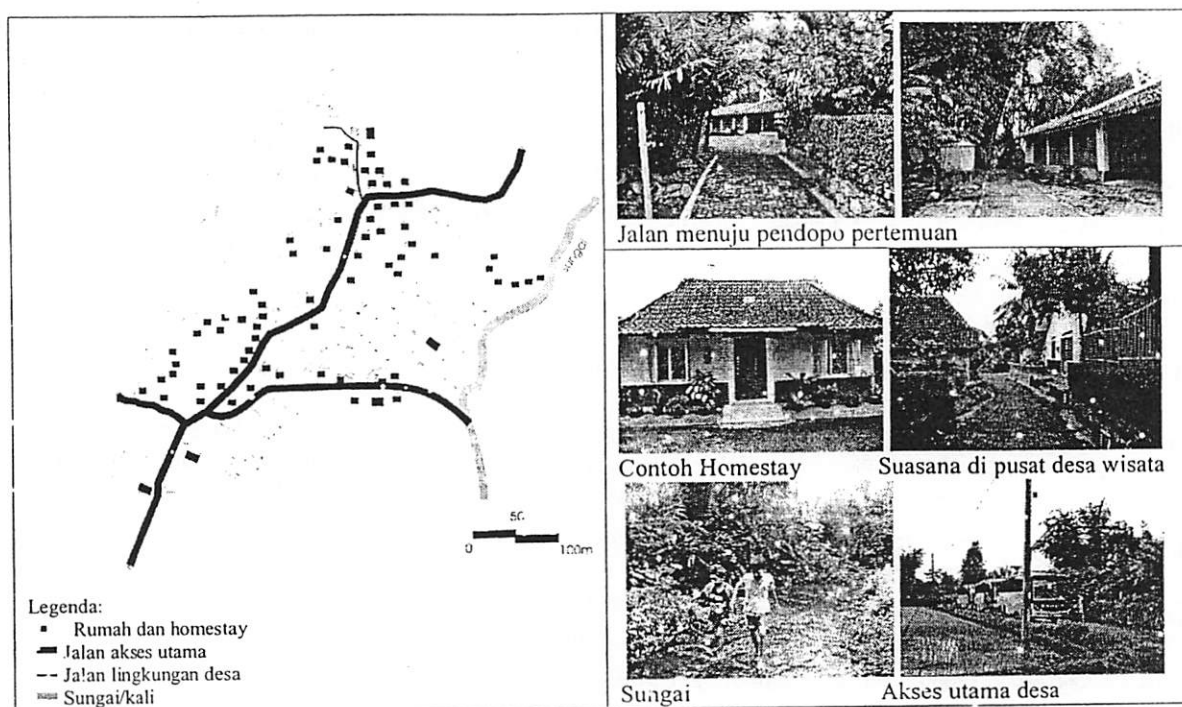 Sungai
50
0
100m
Legenda:
Rumah dan homestay
Jalan akses utama
Jalan lingkungan desa
Sungai/kali
Jalan menuju pendopo pertemuan
Contoh Homestay
Suasana di pusat desa wisata
Sungai
Akses utama desa